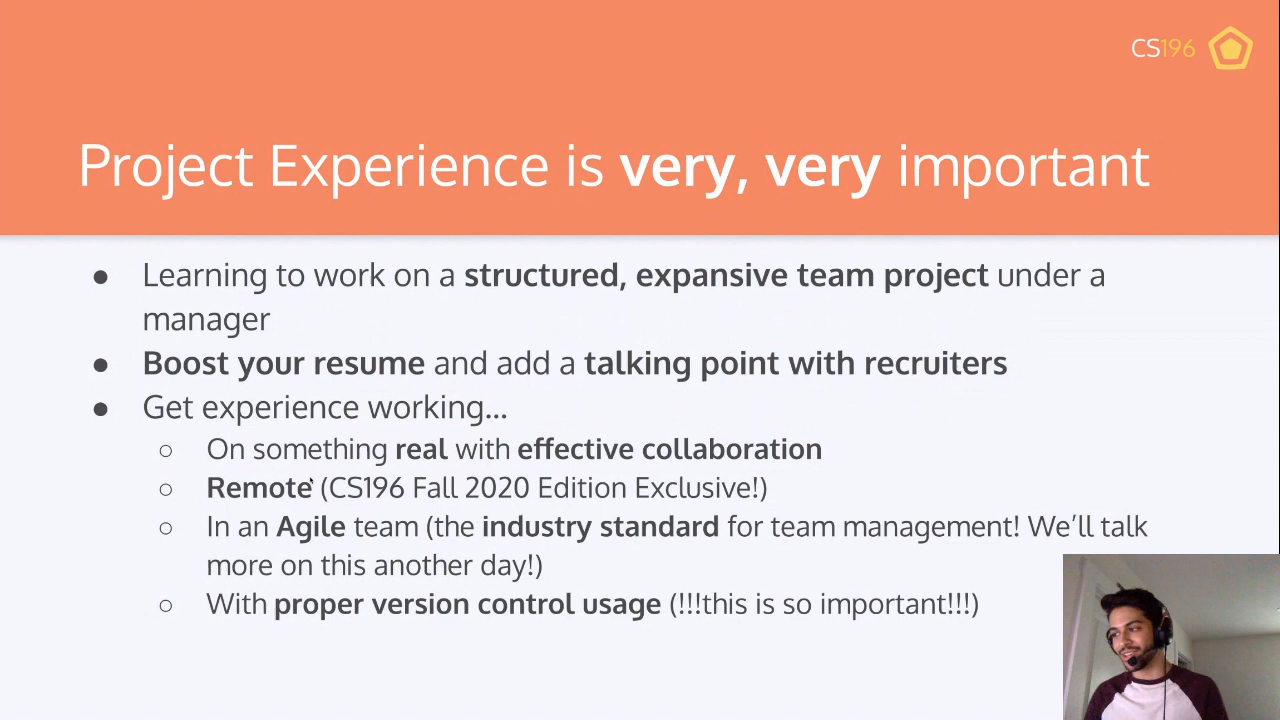 CS196
Project Experience is very, very important
● Learning to work on a structured, expansive team project under a
manager
● Boost your resume and add a talking point with recruiters
● Get experience working...
○ On something real with effective collaboration
○ Remote (CS196 Fall 2020 Edition Exclusive!)
○ In an Agile team (the industry standard for team management! We’ll talk
more on this another day!)
○ With proper version control usage (!!!this is so important!!!)